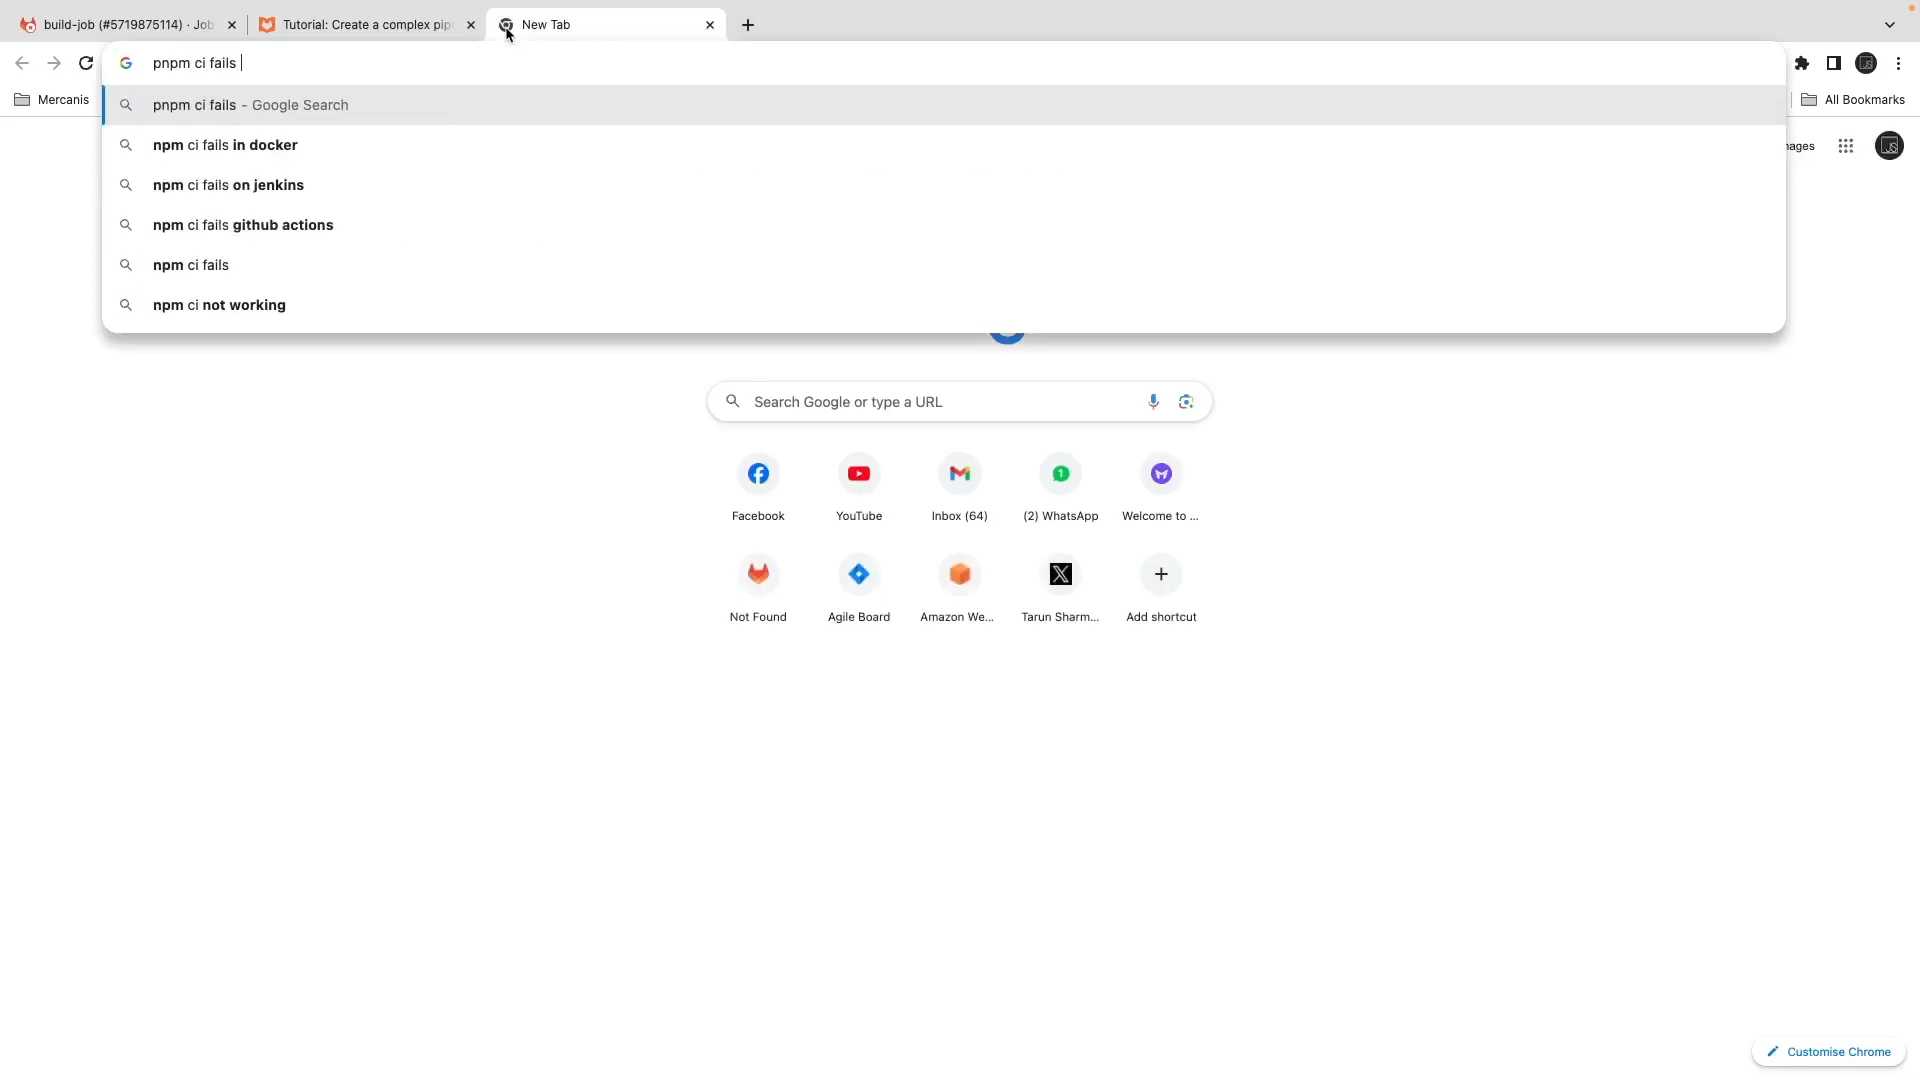 build-job (#5719875114) · Job
Tutorial: Create a complex pip
New Tab
pnpm ci fails
Mercanis
All Bookmarks
pnpm ci fails - Google Search
npm ci fails in docker
npm ci fails on jenkins
npm ci fails github actions
npm ci fails
npm ci not working
Search Google or type a URL
Facebook
YouTube
Inbox (64)
(2) WhatsApp
Welcome to ...
Not Found
Agile Board
Amazon We...
Tarun Sharm...
Add shortcut
Customise Chrome